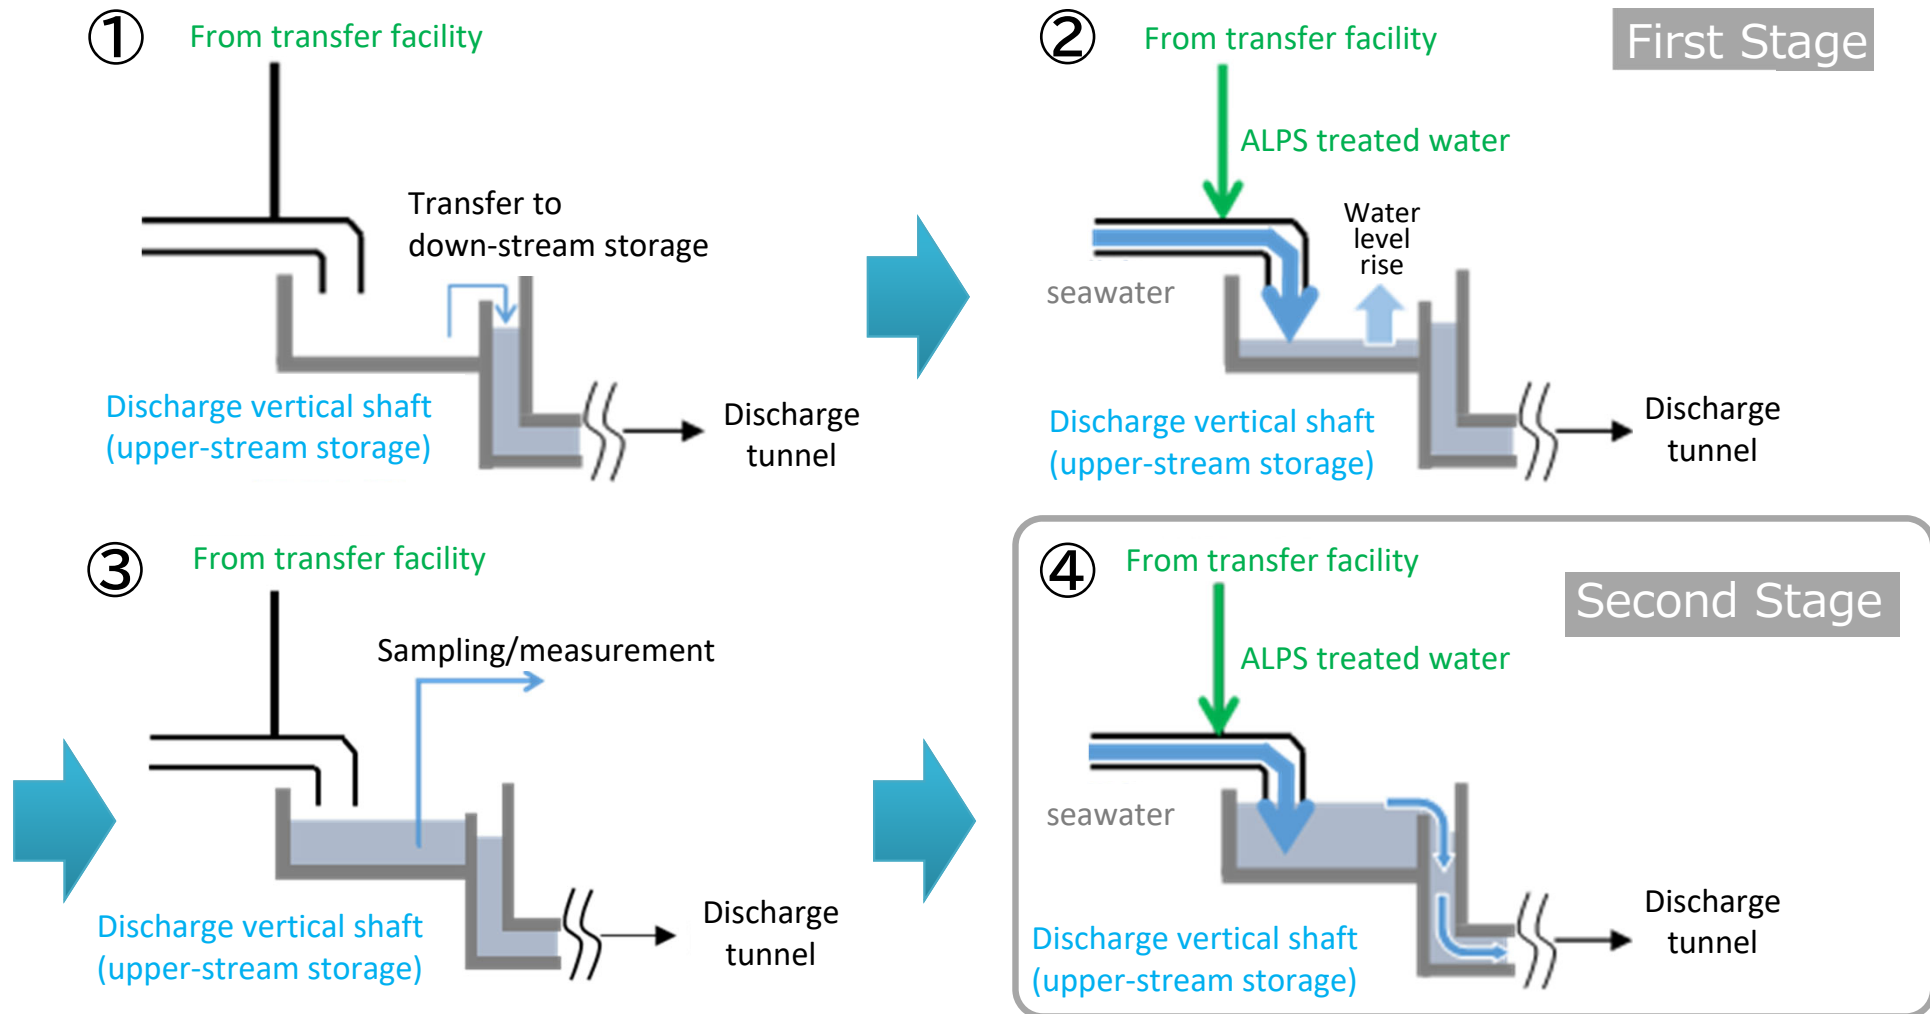 ①
From transfer facility
Transfer to
down-stream storage
Discharge vertical shaft
(upper-stream storage)
Discharge
tunnel
②
From transfer facility
First Stage
ALPS treated water
Water
level
rise
seawater
Discharge vertical shaft
(upper-stream storage)
Discharge
tunnel
③
From transfer facility
Sampling/measurement
Discharge vertical shaft
(upper-stream storage)
Discharge
tunnel
④
From transfer facility
Second Stage
ALPS treated water
seawater
Discharge vertical shaft
(upper-stream storage)
Discharge
tunnel